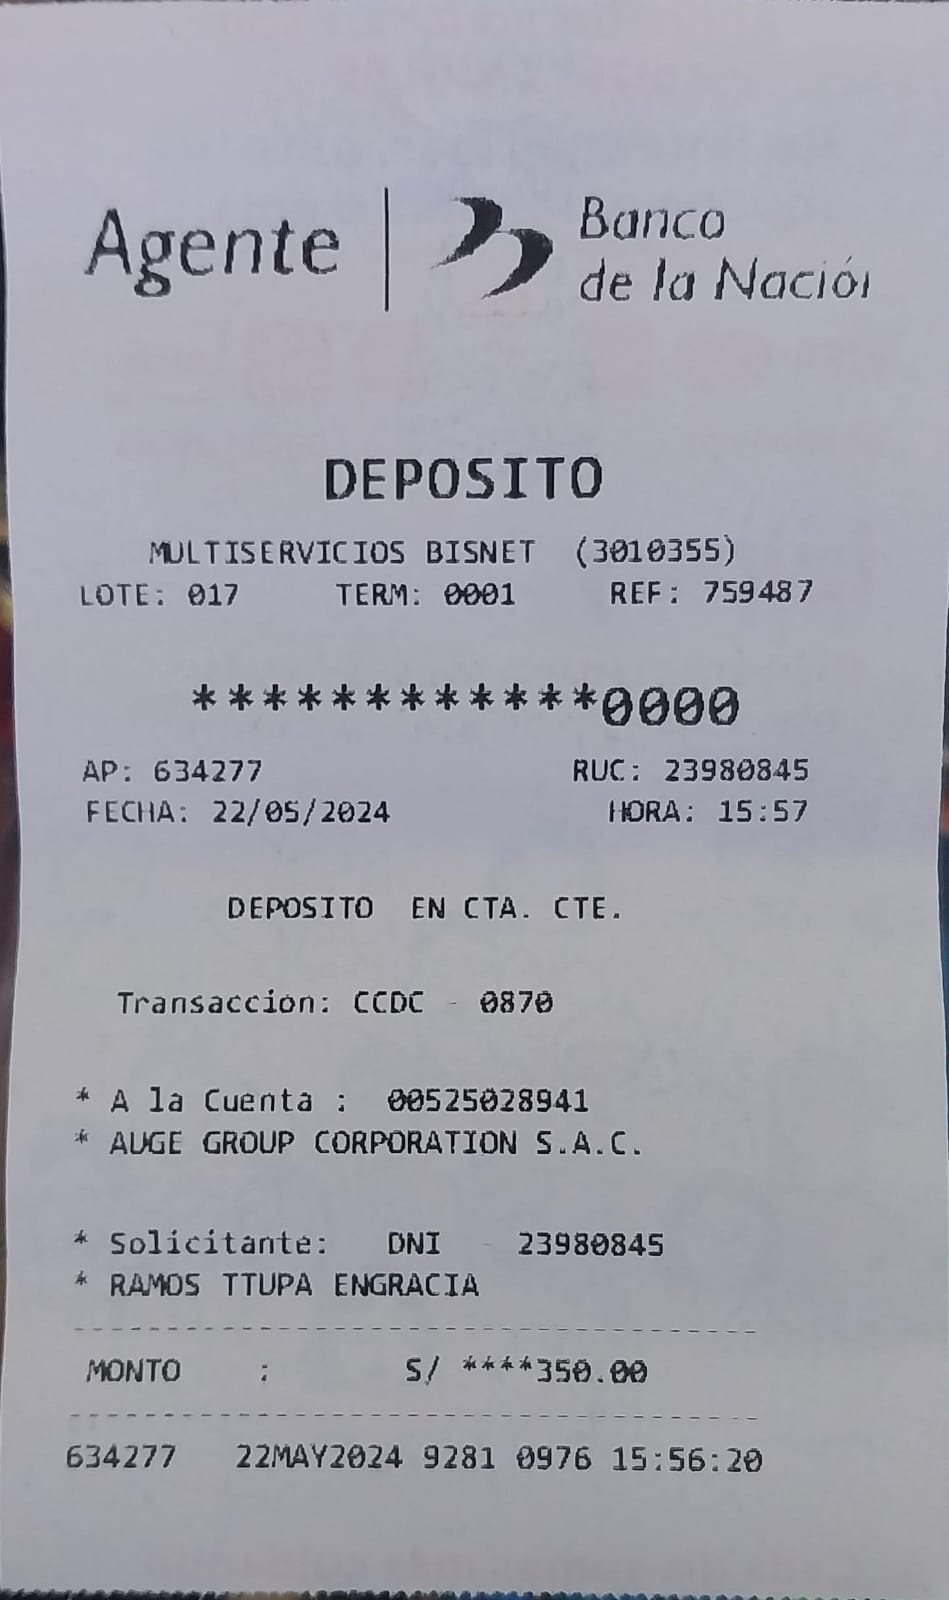 Agente
Banco
de la Nación
DEPOSITO
MULTISERVICIOS BISNET (3010355)
LOTE: 017 TERM: 0001 REF: 759487
************0000
AP: 634277 RUC: 23980845
FECHA: 22/05/2024 HORA: 15:57
DEPOSITO EN CTA. CTE.
Transacción: CCDC - 0870
* A la Cuenta : 00525028941
* AUGE GROUP CORPORATION S.A.C.
* Solicitante: DNI - 23980845
* RAMOS TTUPA ENGRACIA
MONTO : S/ ****350.00
634277 22MAY2024 9281 0976 15:56:20